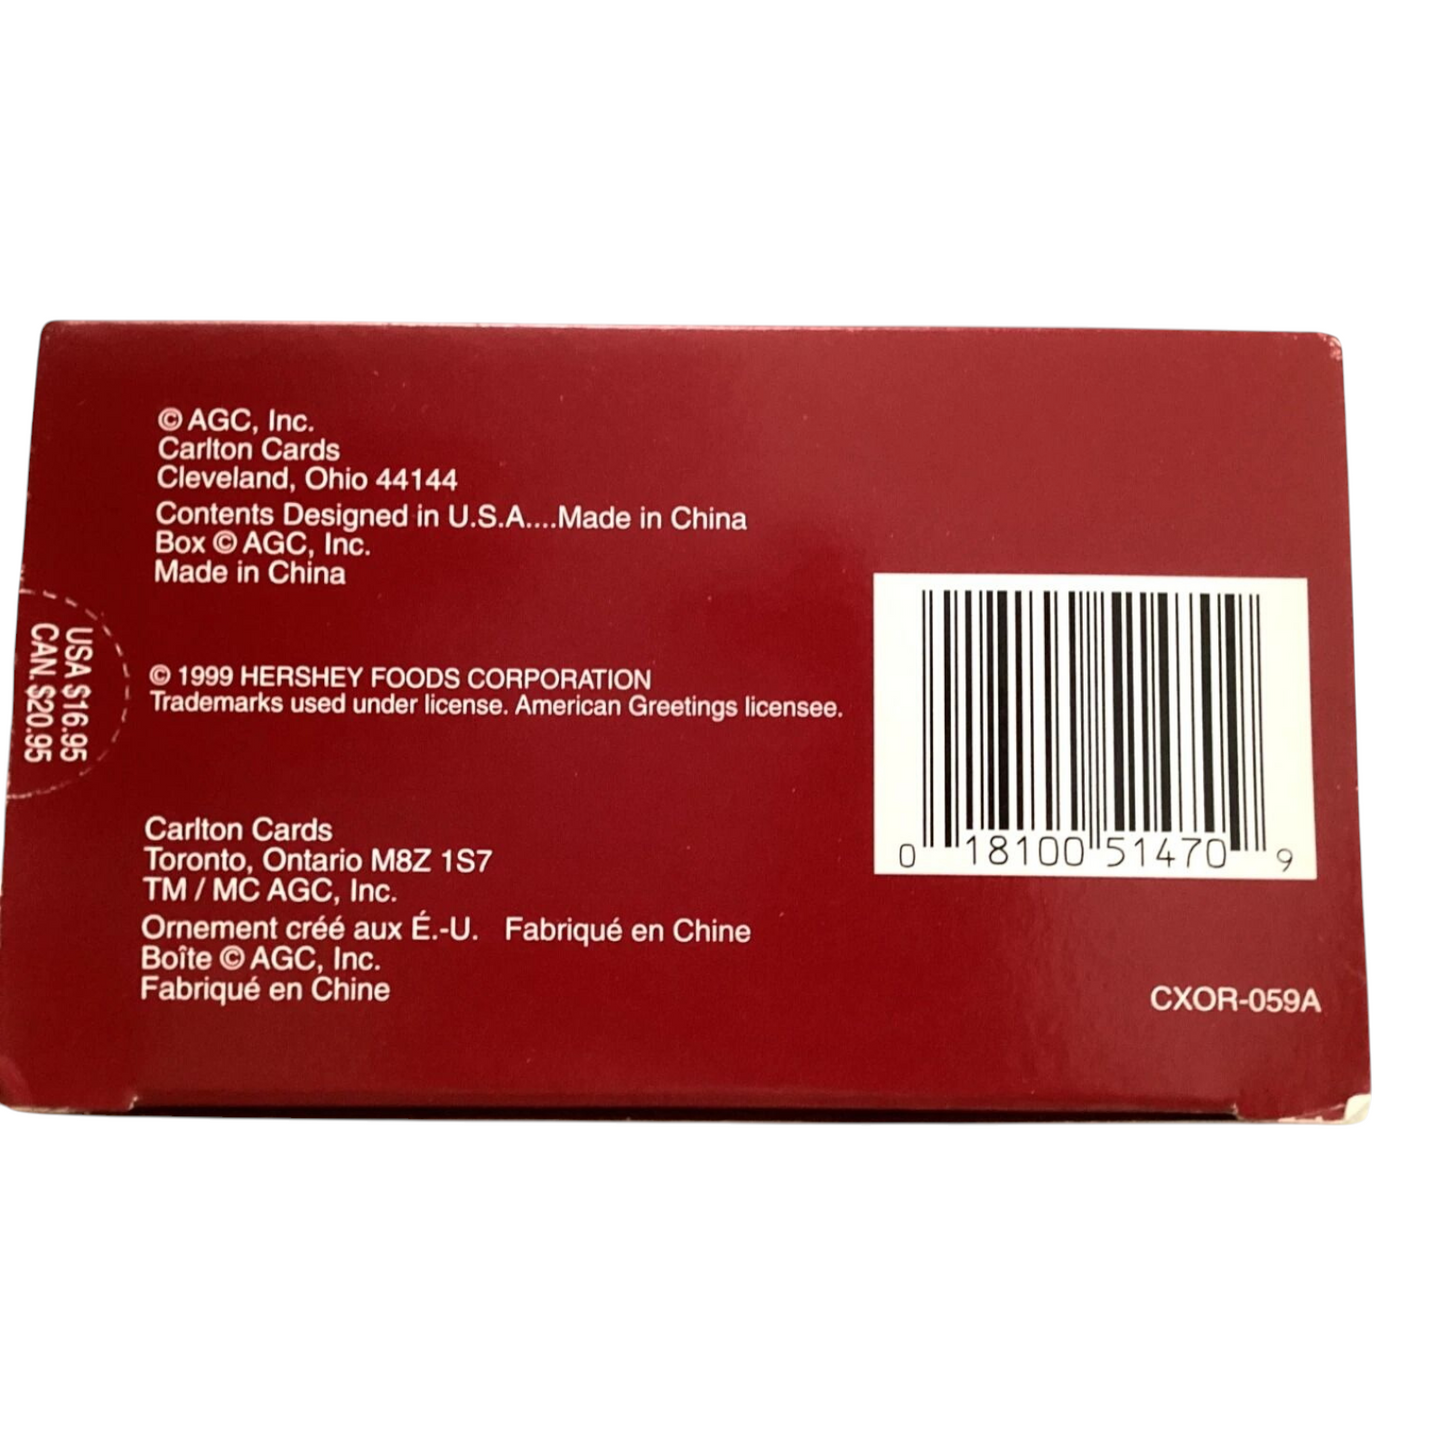 © AGC, Inc.
Carlton Cards
Cleveland, Ohio 44144
Contents Designed in U.S.A....Made in China
Box © AGC, Inc.
Made in China
USA $16.95
CAN. $20.95
© 1999 HERSHEY FOODS CORPORATION
Trademarks used under license. American Greetings licensee.
Carlton Cards
Toronto, Ontario M8Z 1S7
TM / MC AGC, Inc.
Ornement créé aux É.-U. Fabriqué en Chine
Boîte © AGC, Inc.
Fabriqué en Chine
0 18100 51470 9
CXOR-059A